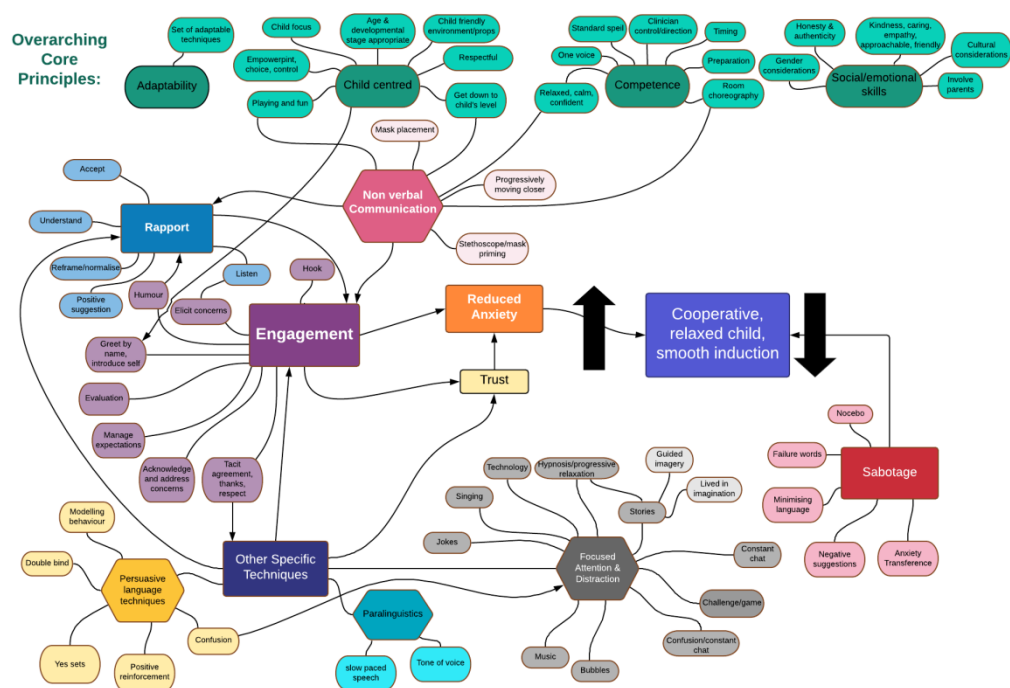 Overarching
Core
Principles:
Set of adaptable
techniques
Adaptability
Child focus
Age &
developmental
stage appropriate
Child friendly
environment/props
Empowerpint,
choice, control
Respectful
Child centred
Playing and fun
Get down to
child's level
Standard speil
Clinician
control/direction
Timing
One voice
Preparation
Competence
Relaxed, calm,
confident
Room
choreography
Honesty &
authenticity
Kindness, caring,
empathy,
approachable, friendly
Cultural
considerations
Gender
considerations
Social/emotional
skills
Involve
parents
Mask placement
Non verbal
Communication
Progressively
moving closer
Stethoscope/mask
priming
Accept
Understand
Rapport
Reframe/normalise
Positive
suggestion
Humour
Listen
Hook
Elicit concerns
Engagement
Greet by
name,
introduce self
Evaluation
Manage
expectations
Acknowledge
and address
concerns
Tacit
agreement,
thanks,
respect
Reduced
Anxiety
Trust
Cooperative,
relaxed child,
smooth induction
Nocebo
Failure words
Sabotage
Minimising
language
Negative
suggestions
Anxiety
Transference
Modelling
behaviour
Double bind
Persuasive
language
techniques
Yes sets
Positive
reinforcement
Confusion
Other Specific
Techniques
Paralinguistics
slow paced
speech
Tone of voice
Technology
Hypnosis/progressive
relaxation
Guided
imagery
Lived in
imagination
Singing
Stories
Jokes
Focused
Attention &
Distraction
Constant
chat
Challenge/game
Confusion/constant
chat
Music
Bubbles